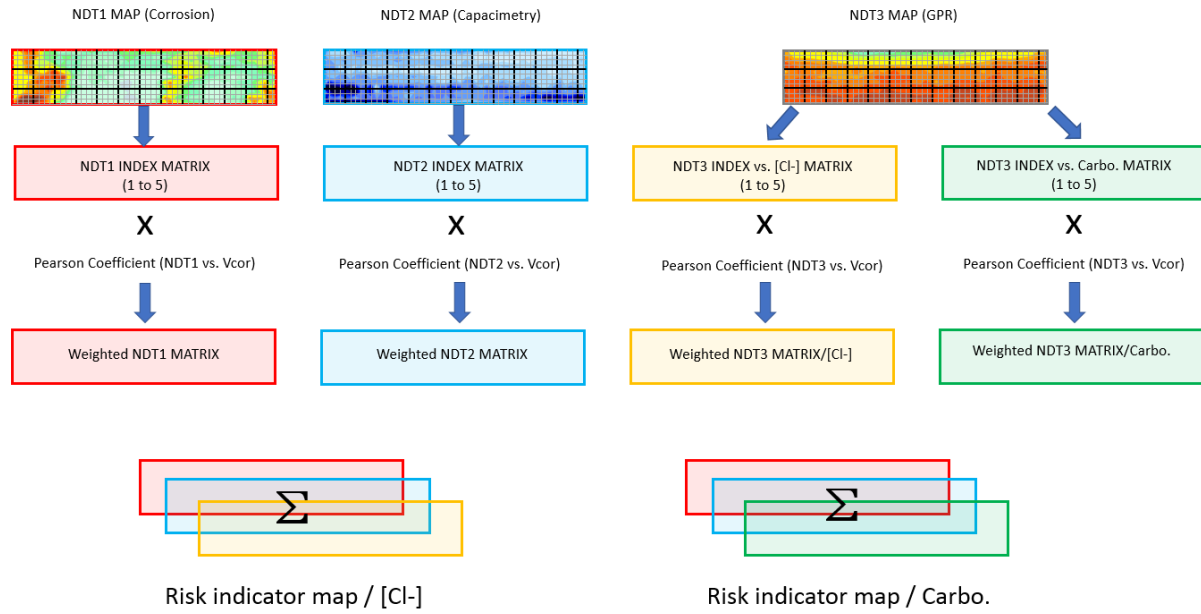 NDT1 MAP (Corrosion)
NDT2 MAP (Capacimetry)
NDT3 MAP (GPR)
NDT1 INDEX MATRIX
(1 to 5)
NDT2 INDEX MATRIX
(1 to 5)
NDT3 INDEX vs. [Cl-] MATRIX
(1 to 5)
NDT3 INDEX vs. Carbo. MATRIX
(1 to 5)
X
X
X
X
Pearson Coefficient (NDT1 vs. Vcor)
Pearson Coefficient (NDT2 vs. Vcor)
Pearson Coefficient (NDT3 vs. Vcor)
Pearson Coefficient (NDT3 vs. Vcor)
Weighted NDT1 MATRIX
Weighted NDT2 MATRIX
Weighted NDT3 MATRIX/[Cl-]
Weighted NDT3 MATRIX/Carbo.
Σ
Σ
Risk indicator map / [Cl-]
Risk indicator map / Carbo.